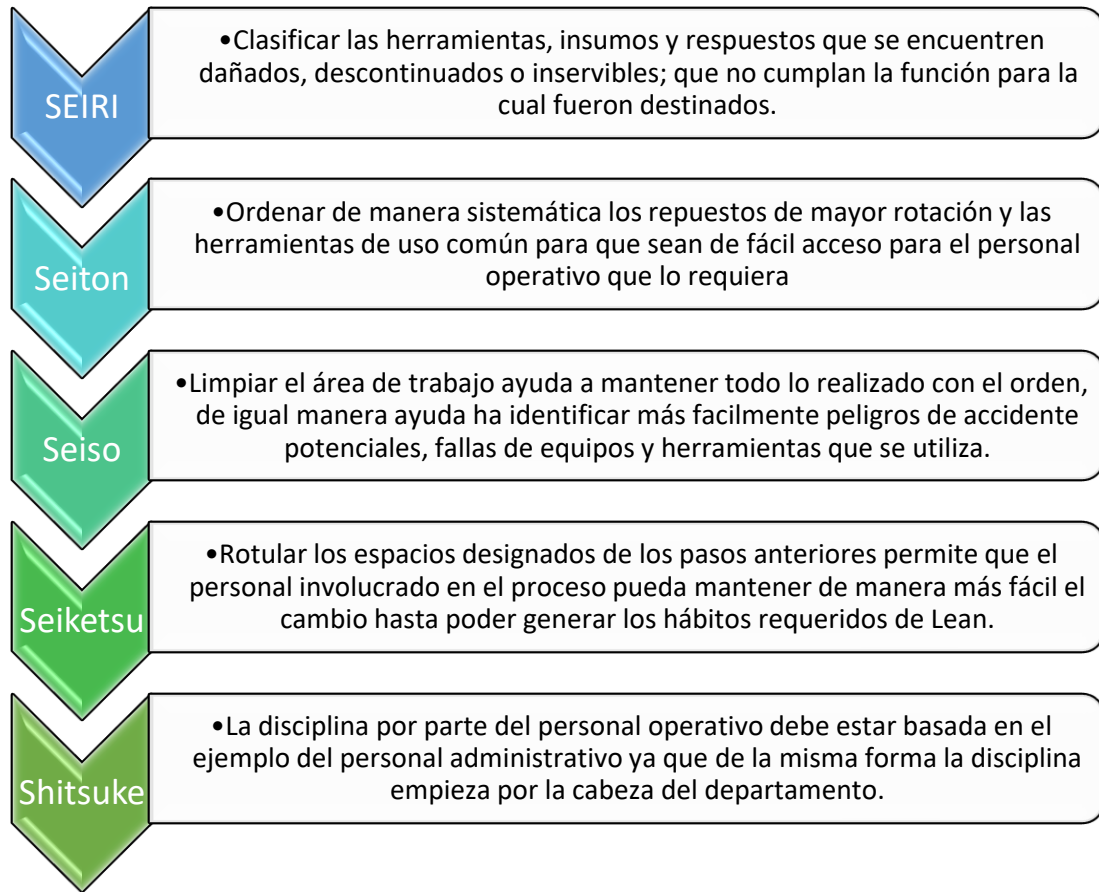 SEIRI
•Clasificar las herramientas, insumos y respuestos que se encuentren
dañados, descontinuados o inservibles; que no cumplan la función para la
cual fueron destinados.
Seiton
•Ordenar de manera sistemática los repuestos de mayor rotación y las
herramientas de uso común para que sean de fácil acceso para el personal
operativo que lo requiera
Seiso
•Limpiar el área de trabajo ayuda a mantener todo lo realizado con el orden,
de igual manera ayuda ha identificar más facilmente peligros de accidente
potenciales, fallas de equipos y herramientas que se utiliza.
Seiketsu
•Rotular los espacios designados de los pasos anteriores permite que el
personal involucrado en el proceso pueda mantener de manera más fácil el
cambio hasta poder generar los hábitos requeridos de Lean.
Shitsuke
•La disciplina por parte del personal operativo debe estar basada en el
ejemplo del personal administrativo ya que de la misma forma la disciplina
empieza por la cabeza del departamento.